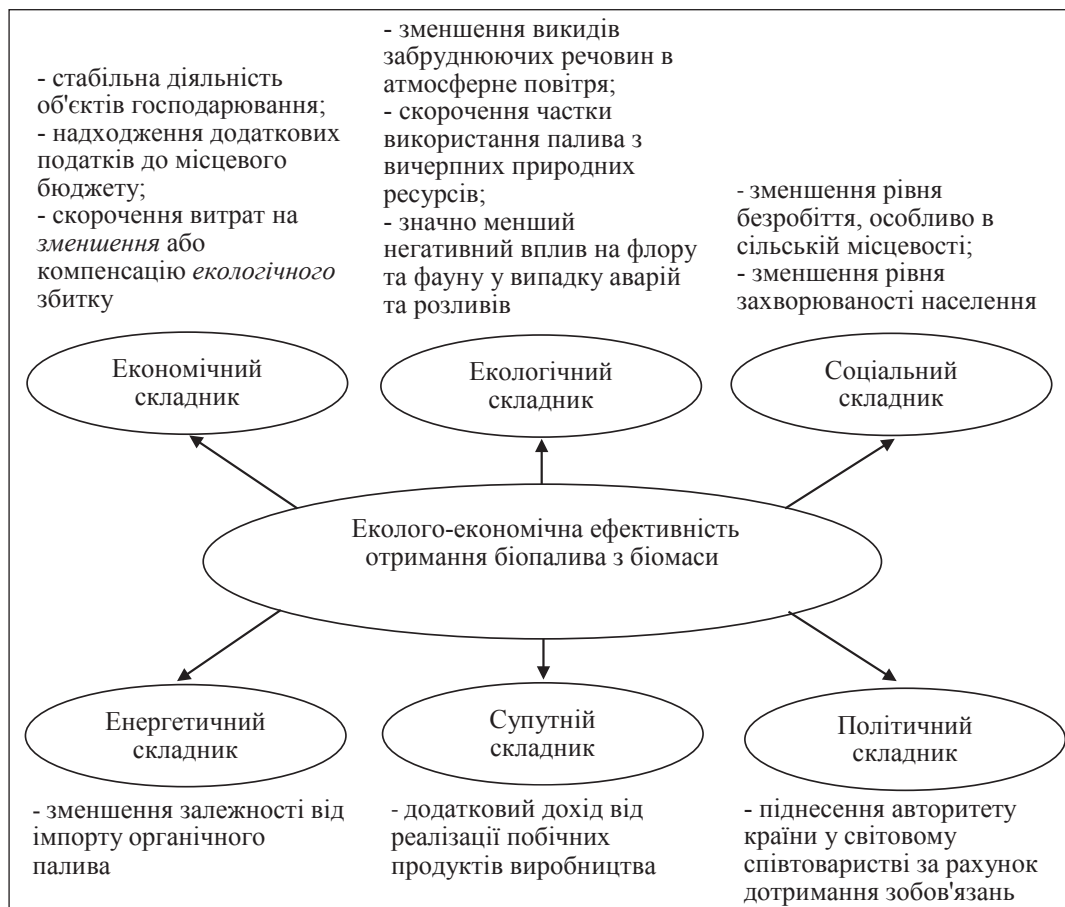 - стабільна діяльність
об'єктів господарювання;
- надходження додаткових
податків до місцевого
бюджету;
- скорочення витрат на
зменшення або
компенсацію екологічного
збитку
- зменшення викидів
забруднюючих речовин в
атмосферне повітря;
- скорочення частки
використання палива з
вичерпних природних
ресурсів;
- значно менший
негативний вплив на флору
та фауну у випадку аварій
та розливів
- зменшення рівня
безробіття, особливо в
сільській місцевості;
- зменшення рівня
захворюваності населення
Економічний
складник
Екологічний
складник
Соціальний
складник
Еколого-економічна ефективність
отримання біопалива з біомаси
Енергетичний
складник
Супутній
складник
Політичний
складник
- зменшення залежності від
імпорту органічного
палива
- додатковий дохід від
реалізації побічних
продуктів виробництва
- піднесення авторитету
країни у світовому
співтоваристві за рахунок
дотримання зобов'язань